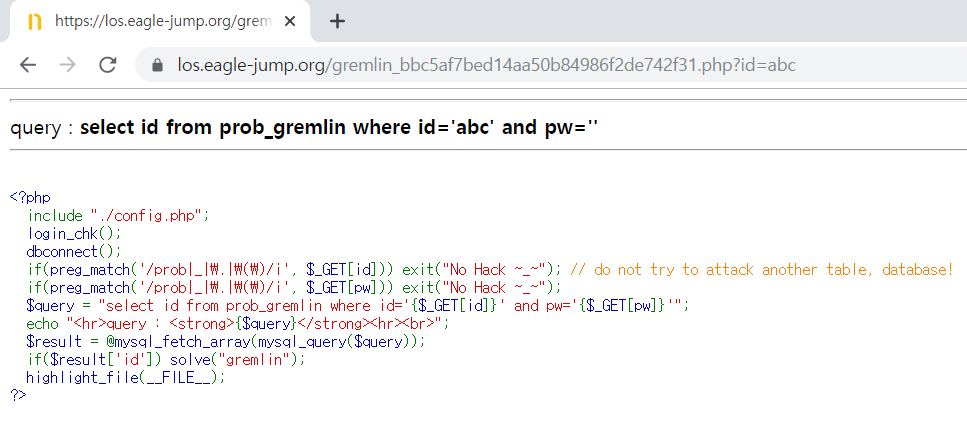 https://los.eagle-jump.org/grem
los.eagle-jump.org/gremlin_bbc5af7bed14aa50b84986f2de742f31.php?id=abc
query : select id from prob_gremlin where id='abc' and pw=''
<?php
  include "./config.php";
  login_chk();
  dbconnect();
  if(preg_match('/prob|_|₩.|₩(₩)/i', $_GET[id])) exit("No Hack ~_~"); // do not try to attack another table, database!
  if(preg_match('/prob|_|₩.|₩(₩)/i', $_GET[pw])) exit("No Hack ~_~");
  $query = "select id from prob_gremlin where id='{$_GET[id]}' and pw='{$_GET[pw]}'";
  echo "<hr>query : <strong>{$query}</strong><hr><br>";
  $result = @mysql_fetch_array(mysql_query($query));
  if($result['id']) solve("gremlin");
  highlight_file(__FILE__);
?>